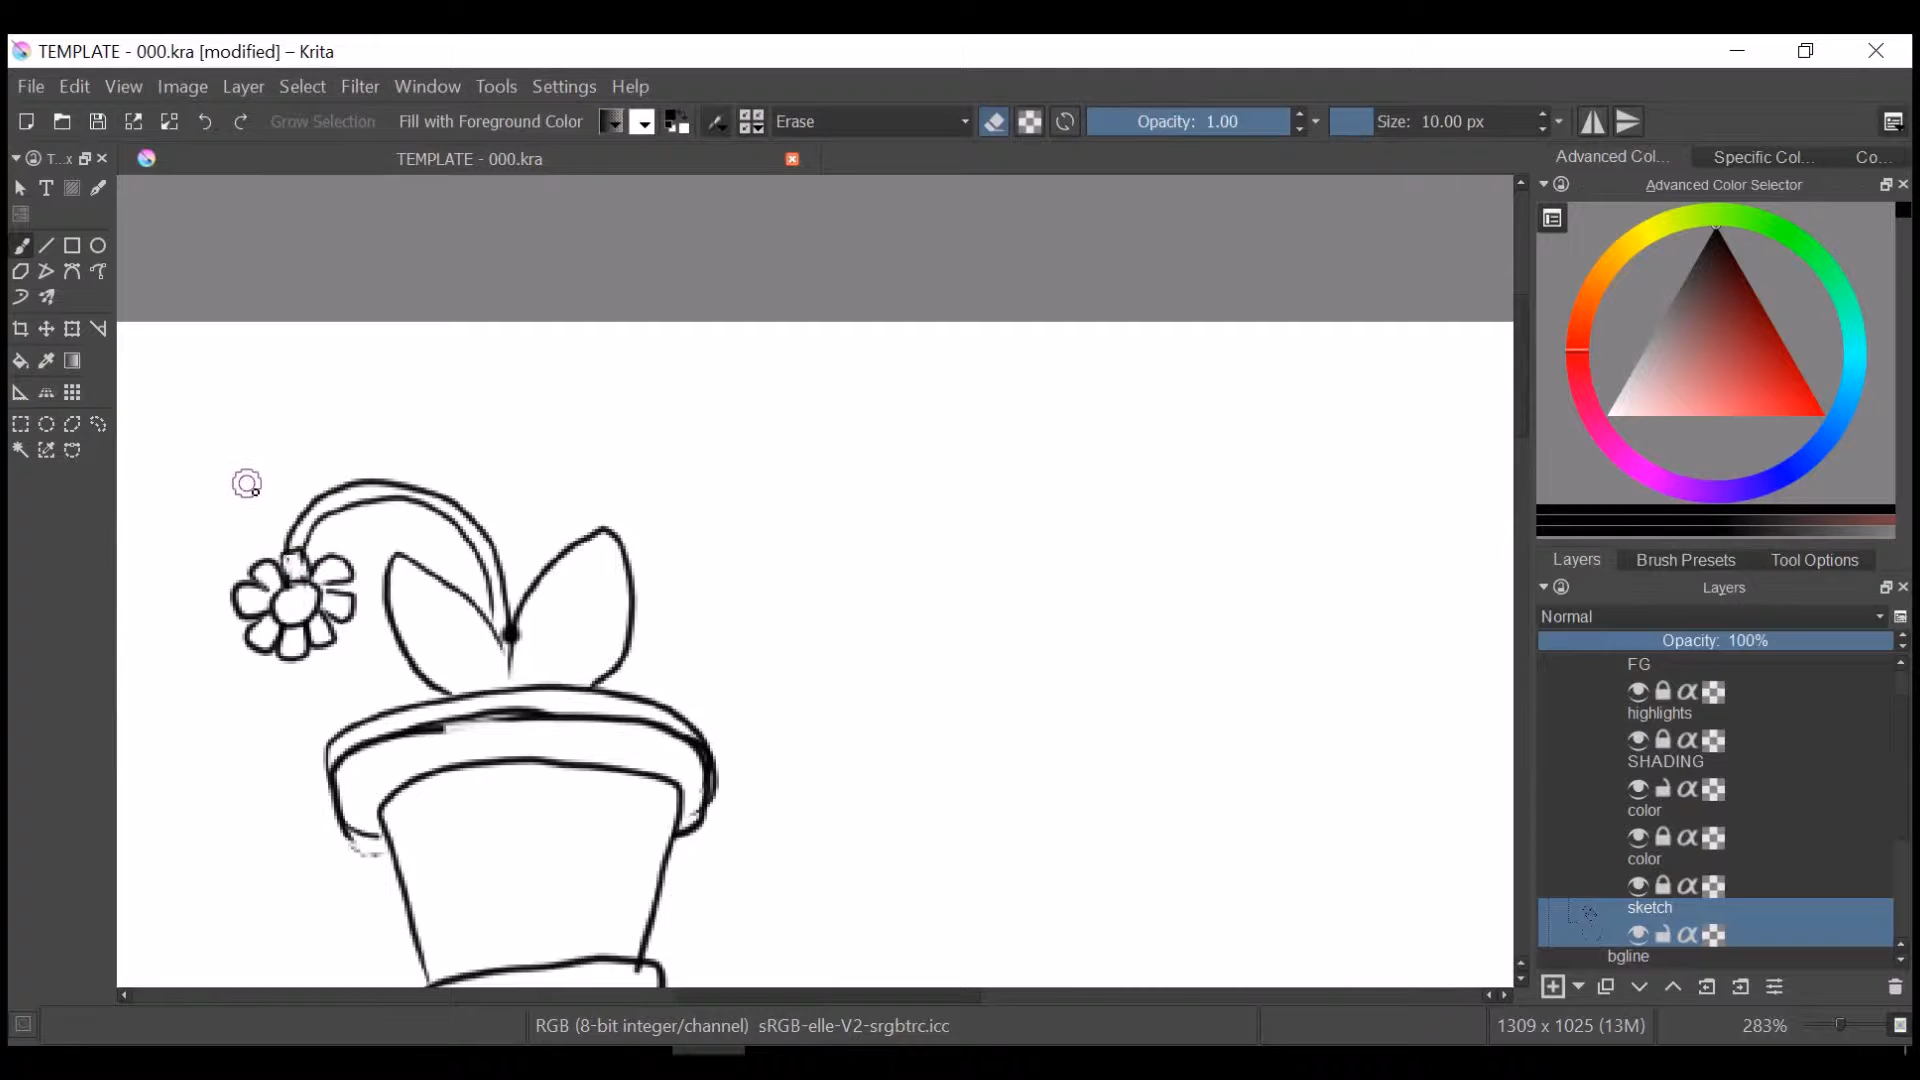 TEMPLATE - 000.kra [modified] – Krita
File Edit View Image Layer Select Filter Window Tools Settings Help
Grow Selection Fill with Foreground Color Erase Opacity: 1.00 Size: 10.00 px
T... x TEMPLATE - 000.kra Advanced Col... Specific Col... Co...
Advanced Color Selector
Layers Brush Presets Tool Options
Layers
Normal
Opacity: 100%
FG
highlights
SHADING
color
color
sketch
bgline
RGB (8-bit integer/channel) sRGB-elle-V2-srgbtrc.icc 1309 x 1025 (13M) 283%